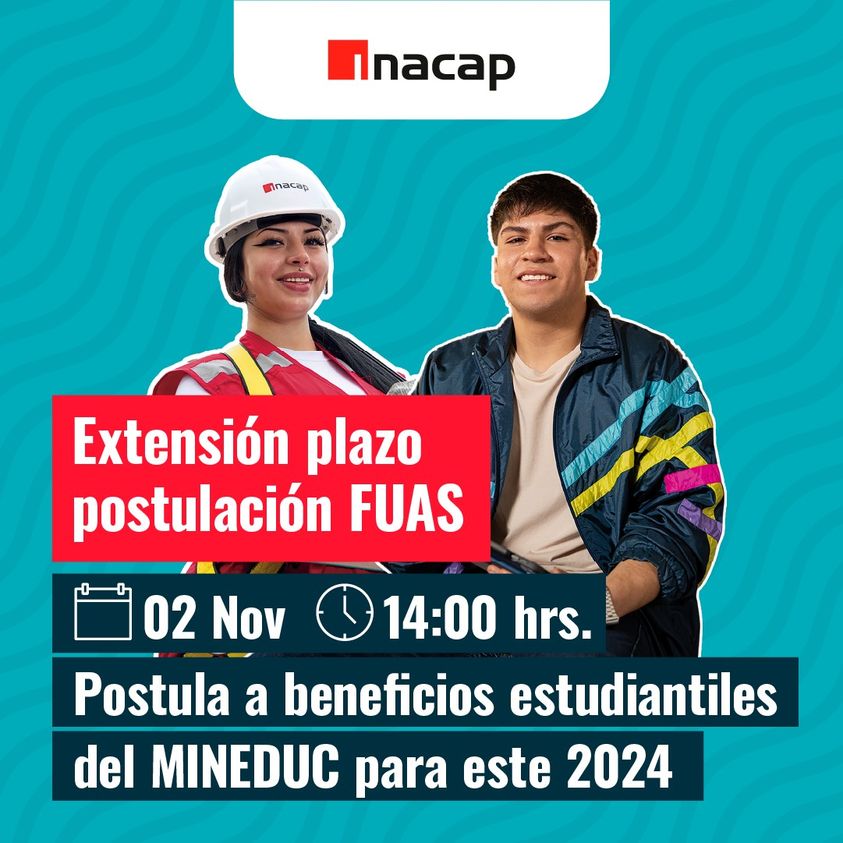 inacap
inacap
Extensión plazo
postulación FUAS
02 Nov 14:00 hrs.
Postula a beneficios estudiantiles
del MINEDUC para este 2024